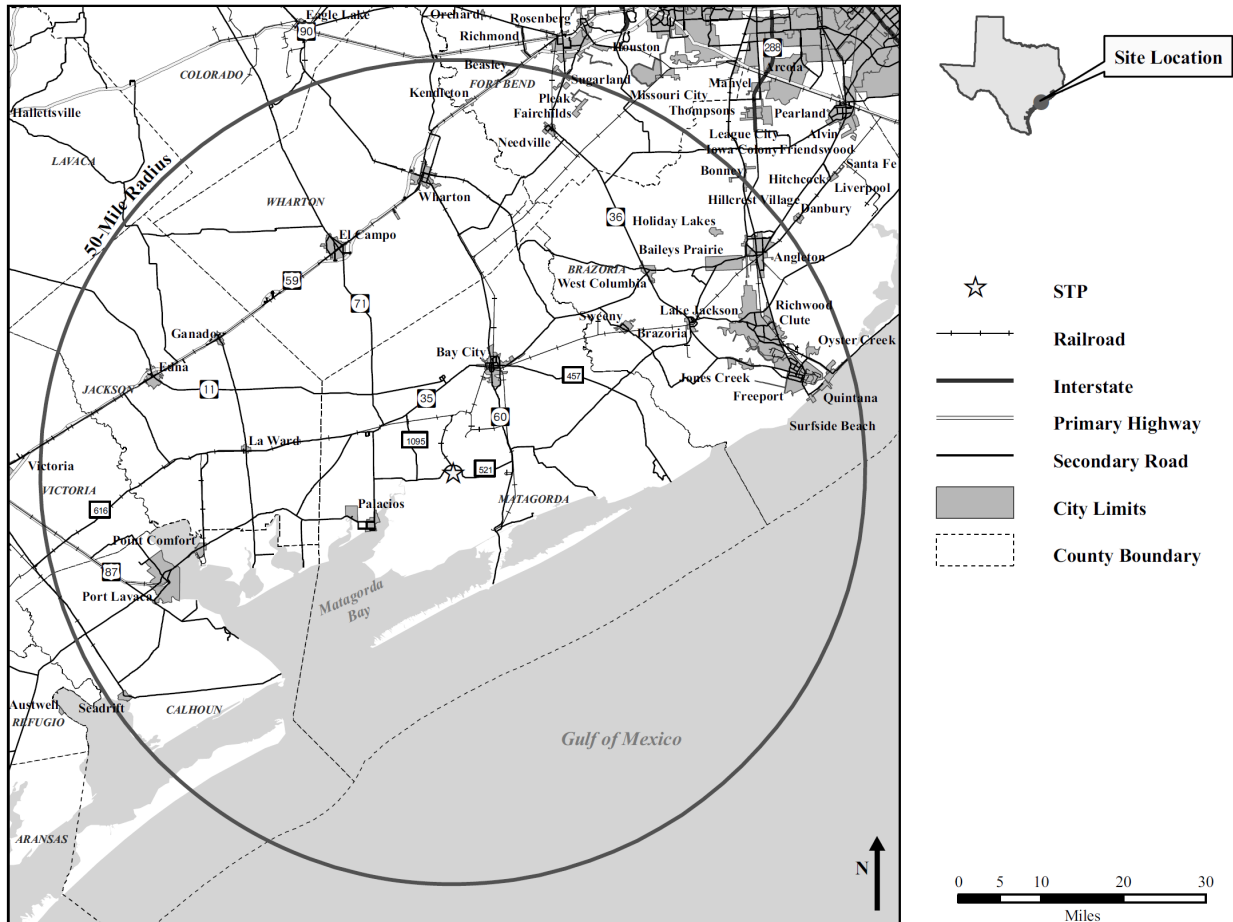 Eagle Lake
Orchard
Rosenberg
90
Richmond
Houston
288
COLORADO
Beasley
Arcola
FORT BEND
Sugarland
Manvel
Kendleton
Missouri City
Pleak
Hallettsville
Fairchilds
Thompsons
Pearland
Needville
League City
Alvin
Iowa Colony
Friendswood
LAVACA
Santa Fe
Bonney
Hitchcock
50-Mile Radius
Liverpool
Wharton
Hillcrest Village
WHARTON
Danbury
36
Holiday Lakes
El Campo
Baileys Prairie
Angleton
BRAZORIA
59
West Columbia
71
Richwood
Lake Jackson
Clute
Sweeny
Ganado
Brazoria
Oyster Creek
Bay City
Edna
457
Jones Creek
JACKSON
11
35
Freeport
Quintana
60
Surfside Beach
La Ward
1095
Victoria
521
VICTORIA
MATAGORDA
616
Palacios
Point Comfort
87
Port Lavaca
Matagorda
Bay
Austwell
Seadrift
CALHOUN
REFUGIO
Gulf of Mexico
ARANSAS
N
Site Location
STP
Railroad
Interstate
Primary Highway
Secondary Road
City Limits
County Boundary
0 5 10 20 30
Miles